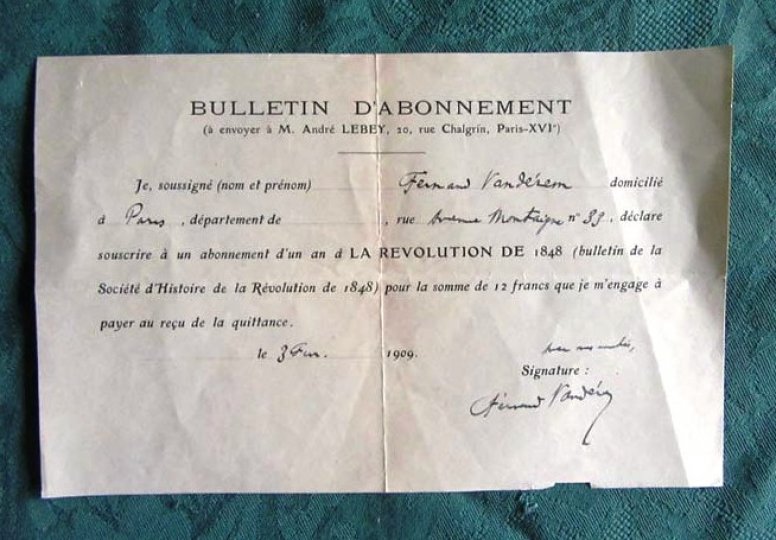 BULLETIN D'ABONNEMENT
(à envoyer à M. André LEBEY, 20, rue Chalgrin, Paris-XVIᵉ)
Je, soussigné (nom et prénom) Fernand Vandérem domicilié
à Paris, département de , rue Avenue Montaigne nº 33, déclare
souscrire à un abonnement d'un an à LA REVOLUTION DE 1848 (bulletin de la
Société d'Histoire de la Révolution de 1848) pour la somme de 12 francs que je m'engage à
payer au reçu de la quittance.
le 3 1909.
Signature :
Fernand Vandérem